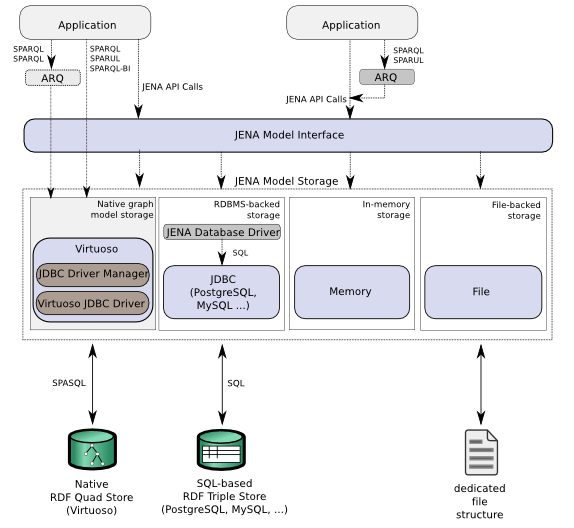 Application
Application
SPARQL
SPARQL
SPARQL
SPARUL
SPARQL-BI
SPARQL
SPARUL
ARQ
ARQ
JENA API Calls
JENA API Calls
JENA Model Interface
JENA Model Storage
Native graph
model storage
RDBMS-backed
storage
In-memory
storage
File-backed
storage
Virtuoso
JDBC Driver Manager
Virtuoso JDBC Driver
JENA Database Driver
SQL
JDBC
(PostgreSQL,
MySQL ...)
Memory
File
SPASQL
SQL
Native
RDF Quad Store
(Virtuoso)
SQL-based
RDF Triple Store
(PostgreSQL, MySQL, ...)
dedicated
file
structure